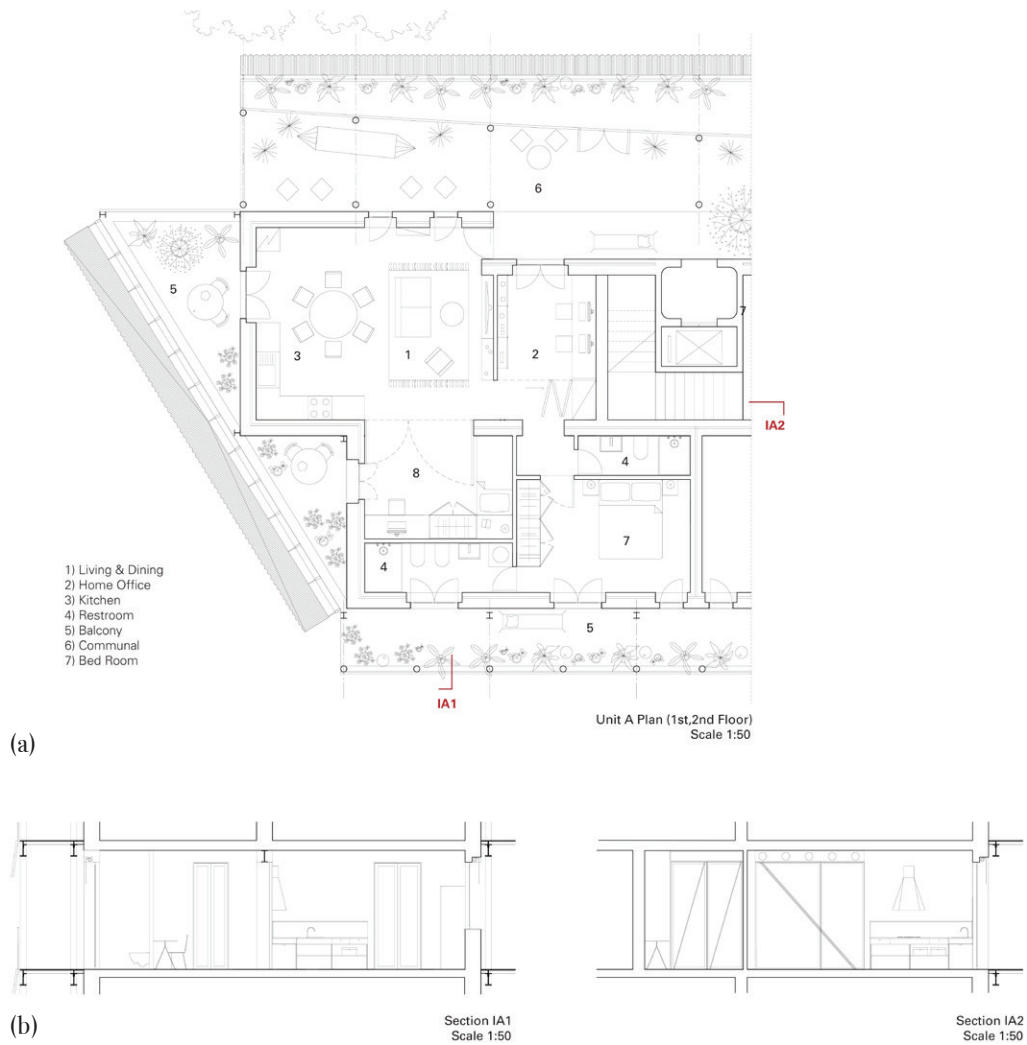 6
5
7
3
1
2
IA2
4
8
7
4
1) Living & Dining
2) Home Office
3) Kitchen
4) Restroom
5) Balcony
6) Communal
7) Bed Room
5
IA1
Unit A Plan (1st,2nd Floor)
Scale 1:50
(a)
(b)
Section IA1
Scale 1:50
Section IA2
Scale 1:50